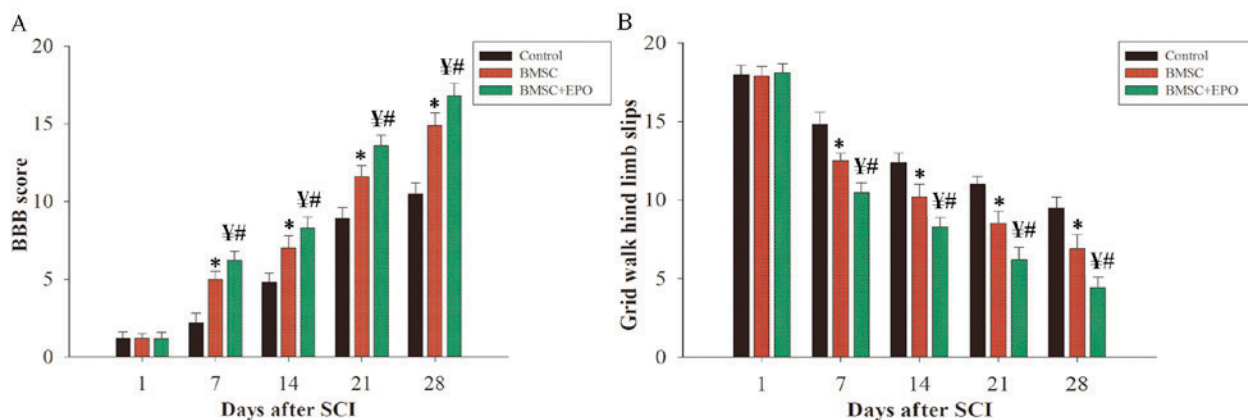 A
BBB score
20
15
10
5
0
Control
BMSC
BMSC+EPO
* ¥#
* ¥#
* ¥#
* ¥#
1 7 14 21 28
Days after SCI
B
Grid walk hind limb slips
20
15
10
5
0
Control
BMSC
BMSC+EPO
* ¥#
* ¥#
* ¥#
* ¥#
1 7 14 21 28
Days after SCI